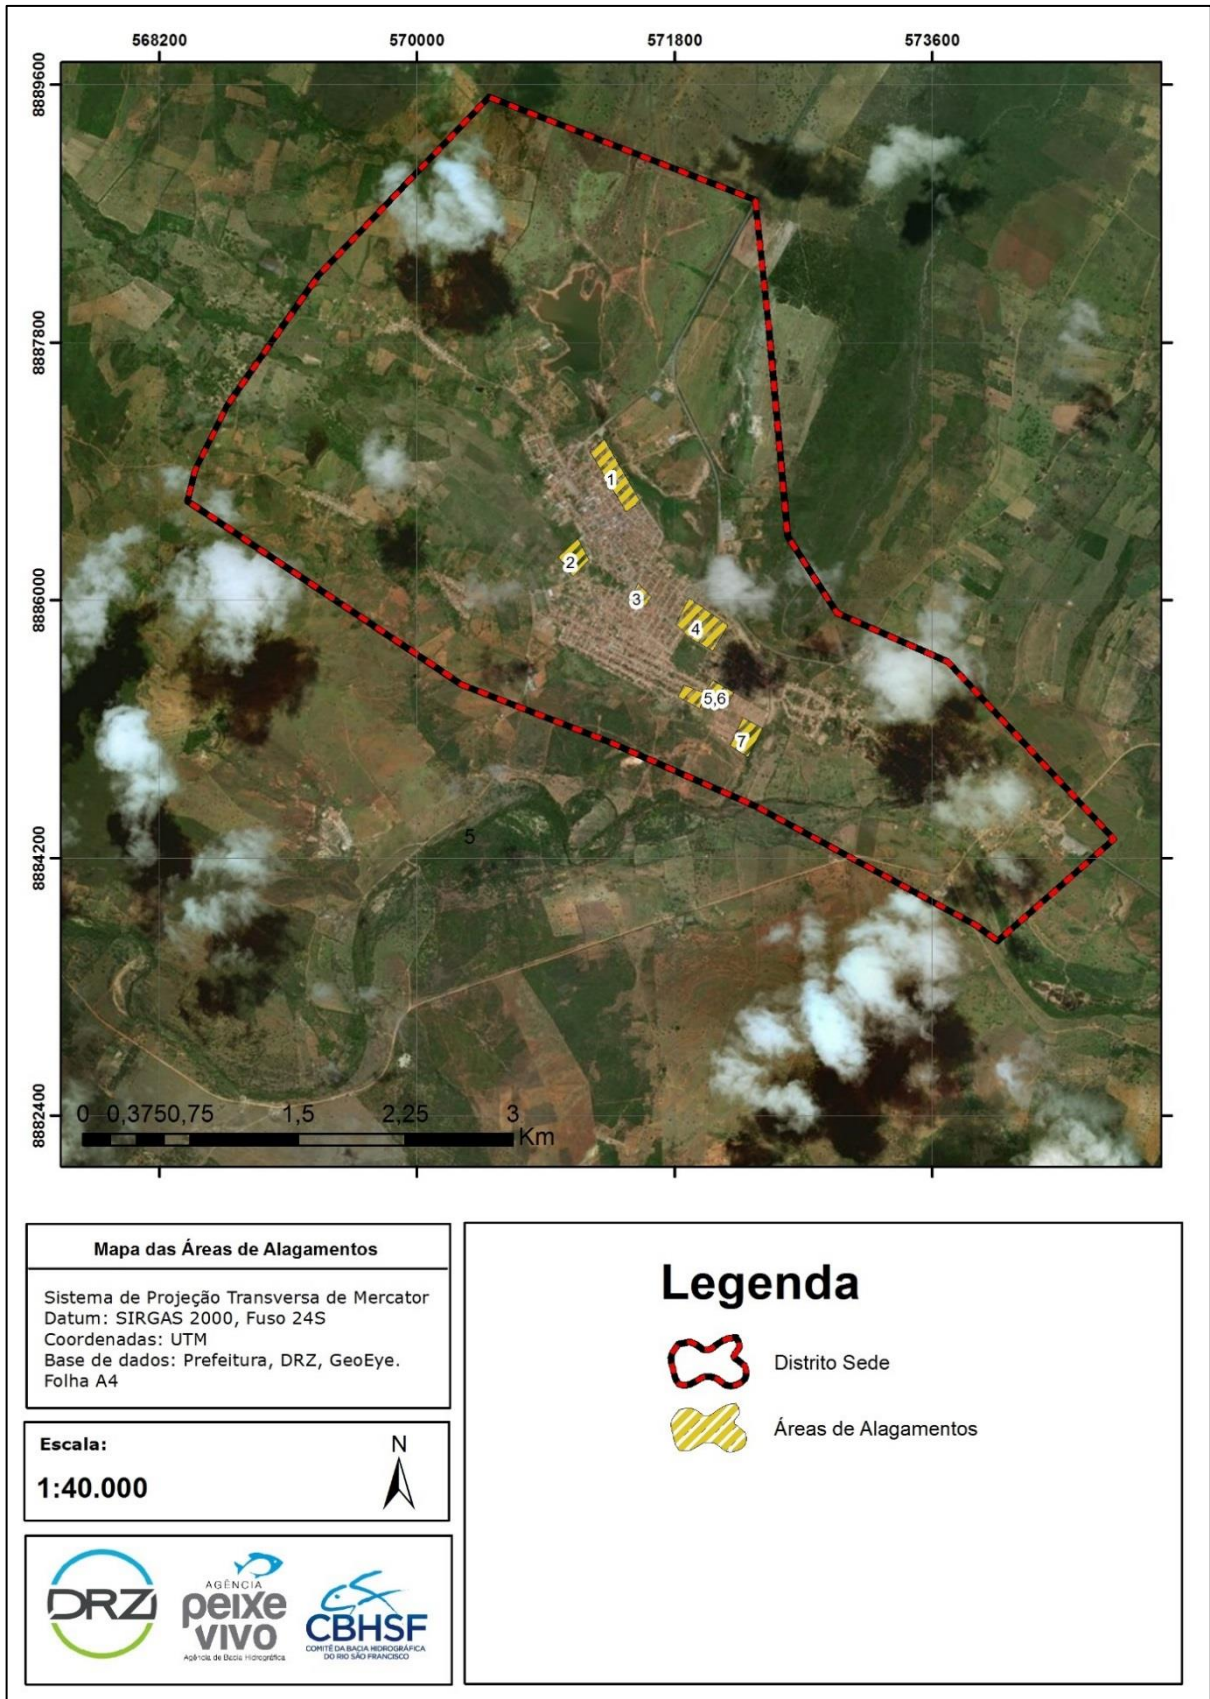 568200 570000 571800 573600
8889600
8887800
8886000
8884200
8882400
1
2
3
4
5,6
7
5
0 0,3750,75 1,5 2,25 3
Km
Mapa das Áreas de Alagamentos
Sistema de Projeção Transversa de Mercator
Datum: SIRGAS 2000, Fuso 24S
Coordenadas: UTM
Base de dados: Prefeitura, DRZ, GeoEye.
Folha A4
Escala:
1:40.000
N
DRZ
AGÊNCIA
peixe
vivo
Agência de Bacia Hidrográfica
CBHSF
COMITÊ DA BACIA HIDROGRÁFICA
DO RIO SÃO FRANCISCO
Legenda
Distrito Sede
Áreas de Alagamentos